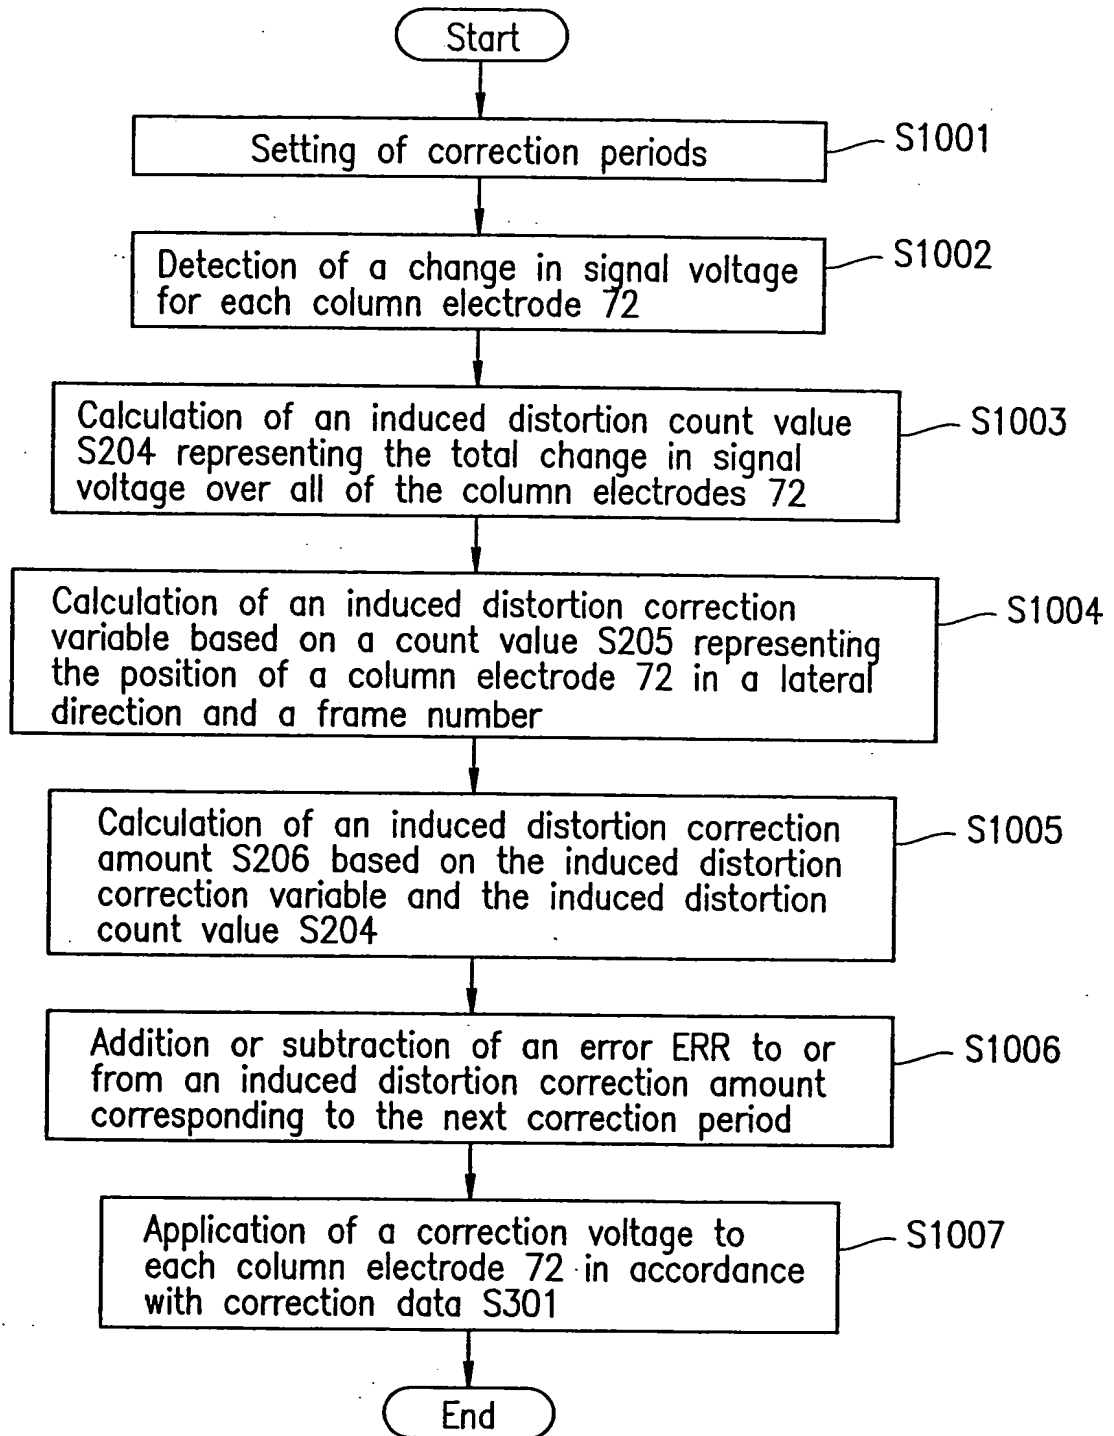 Start
Setting of correction periods
S1001
Detection of a change in signal voltage
for each column electrode 72
S1002
Calculation of an induced distortion count value
S204 representing the total change in signal
voltage over all of the column electrodes 72
S1003
Calculation of an induced distortion correction
variable based on a count value S205 representing
the position of a column electrode 72 in a lateral
direction and a frame number
S1004
Calculation of an induced distortion correction
amount S206 based on the induced distortion
correction variable and the induced distortion
count value S204
S1005
Addition or subtraction of an error ERR to or
from an induced distortion correction amount
corresponding to the next correction period
S1006
Application of a correction voltage to
each column electrode 72 in accordance
with correction data S301
S1007
End